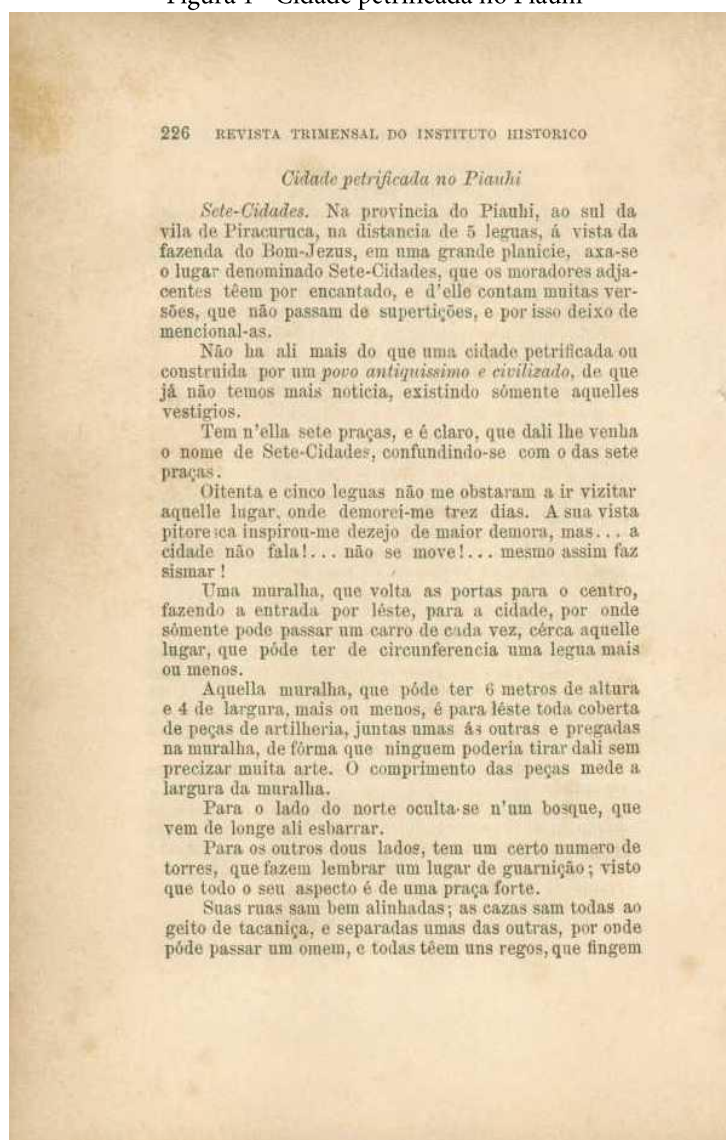 Figura 1 - Cidade petrificada no Piauhi
226 REVISTA TRIMENSAL DO INSTITUTO HISTORICO
Cidade petrificada no Piauhi
Sete-Cidades. Na provincia do Piauhi, ao sul da
vila de Piracuruca, na distancia de 5 leguas, á vista da
fazenda do Bom-Jezus, em uma grande planicie, axa-se
o lugar denominado Sete-Cidades, que os moradores adja-
centes têem por encantado, e d'elle contam muitas ver-
sões, que não passam de supertições, e por isso deixo de
mencional-as.
Não ha ali mais do que uma cidade petrificada ou
construida por um povo antiquissimo e civilizado, de que
já não temos mais noticia, existindo sómente aquelles
vestigios.
Tem n'ella sete praças, e é claro, que dali lhe venha
o nome de Sete-Cidades, confundindo-se com o das sete
praças.
Oitenta e cinco leguas não me obstaram a ir vizitar
aquelle lugar, onde demorei-me trez dias. A sua vista
pitoresca inspirou-me dezejo de maior demora, mas... a
cidade não fala!... não se move!... mesmo assim faz
sismar !
Uma muralha, que volta as portas para o centro,
fazendo a entrada por léste, para a cidade, por onde
sómente pode passar um carro de cada vez, cérca aquelle
lugar, que póde ter de circunferencia uma legua mais
ou menos.
Aquella muralha, que póde ter 6 metros de altura
e 4 de largura, mais ou menos, é para léste toda coberta
de peças de artilheria, juntas umas ás outras e pregadas
na muralha, de fórma que ninguem poderia tirar dali sem
precizar muita arte. O comprimento das peças mede a
largura da muralha.
Para o lado do norte oculta-se n'um bosque, que
vem de longe ali esbarrar.
Para os outros dous lados, tem um certo numero de
torres, que fazem lembrar um lugar de guarnição ; visto
que todo o seu aspecto é de uma praça forte.
Suas ruas sam bem alinhadas ; as cazas sam todas ao
geito de tacaniça, e separadas umas das outras, por onde
póde passar um omem, e todas têem uns regos, que fingem